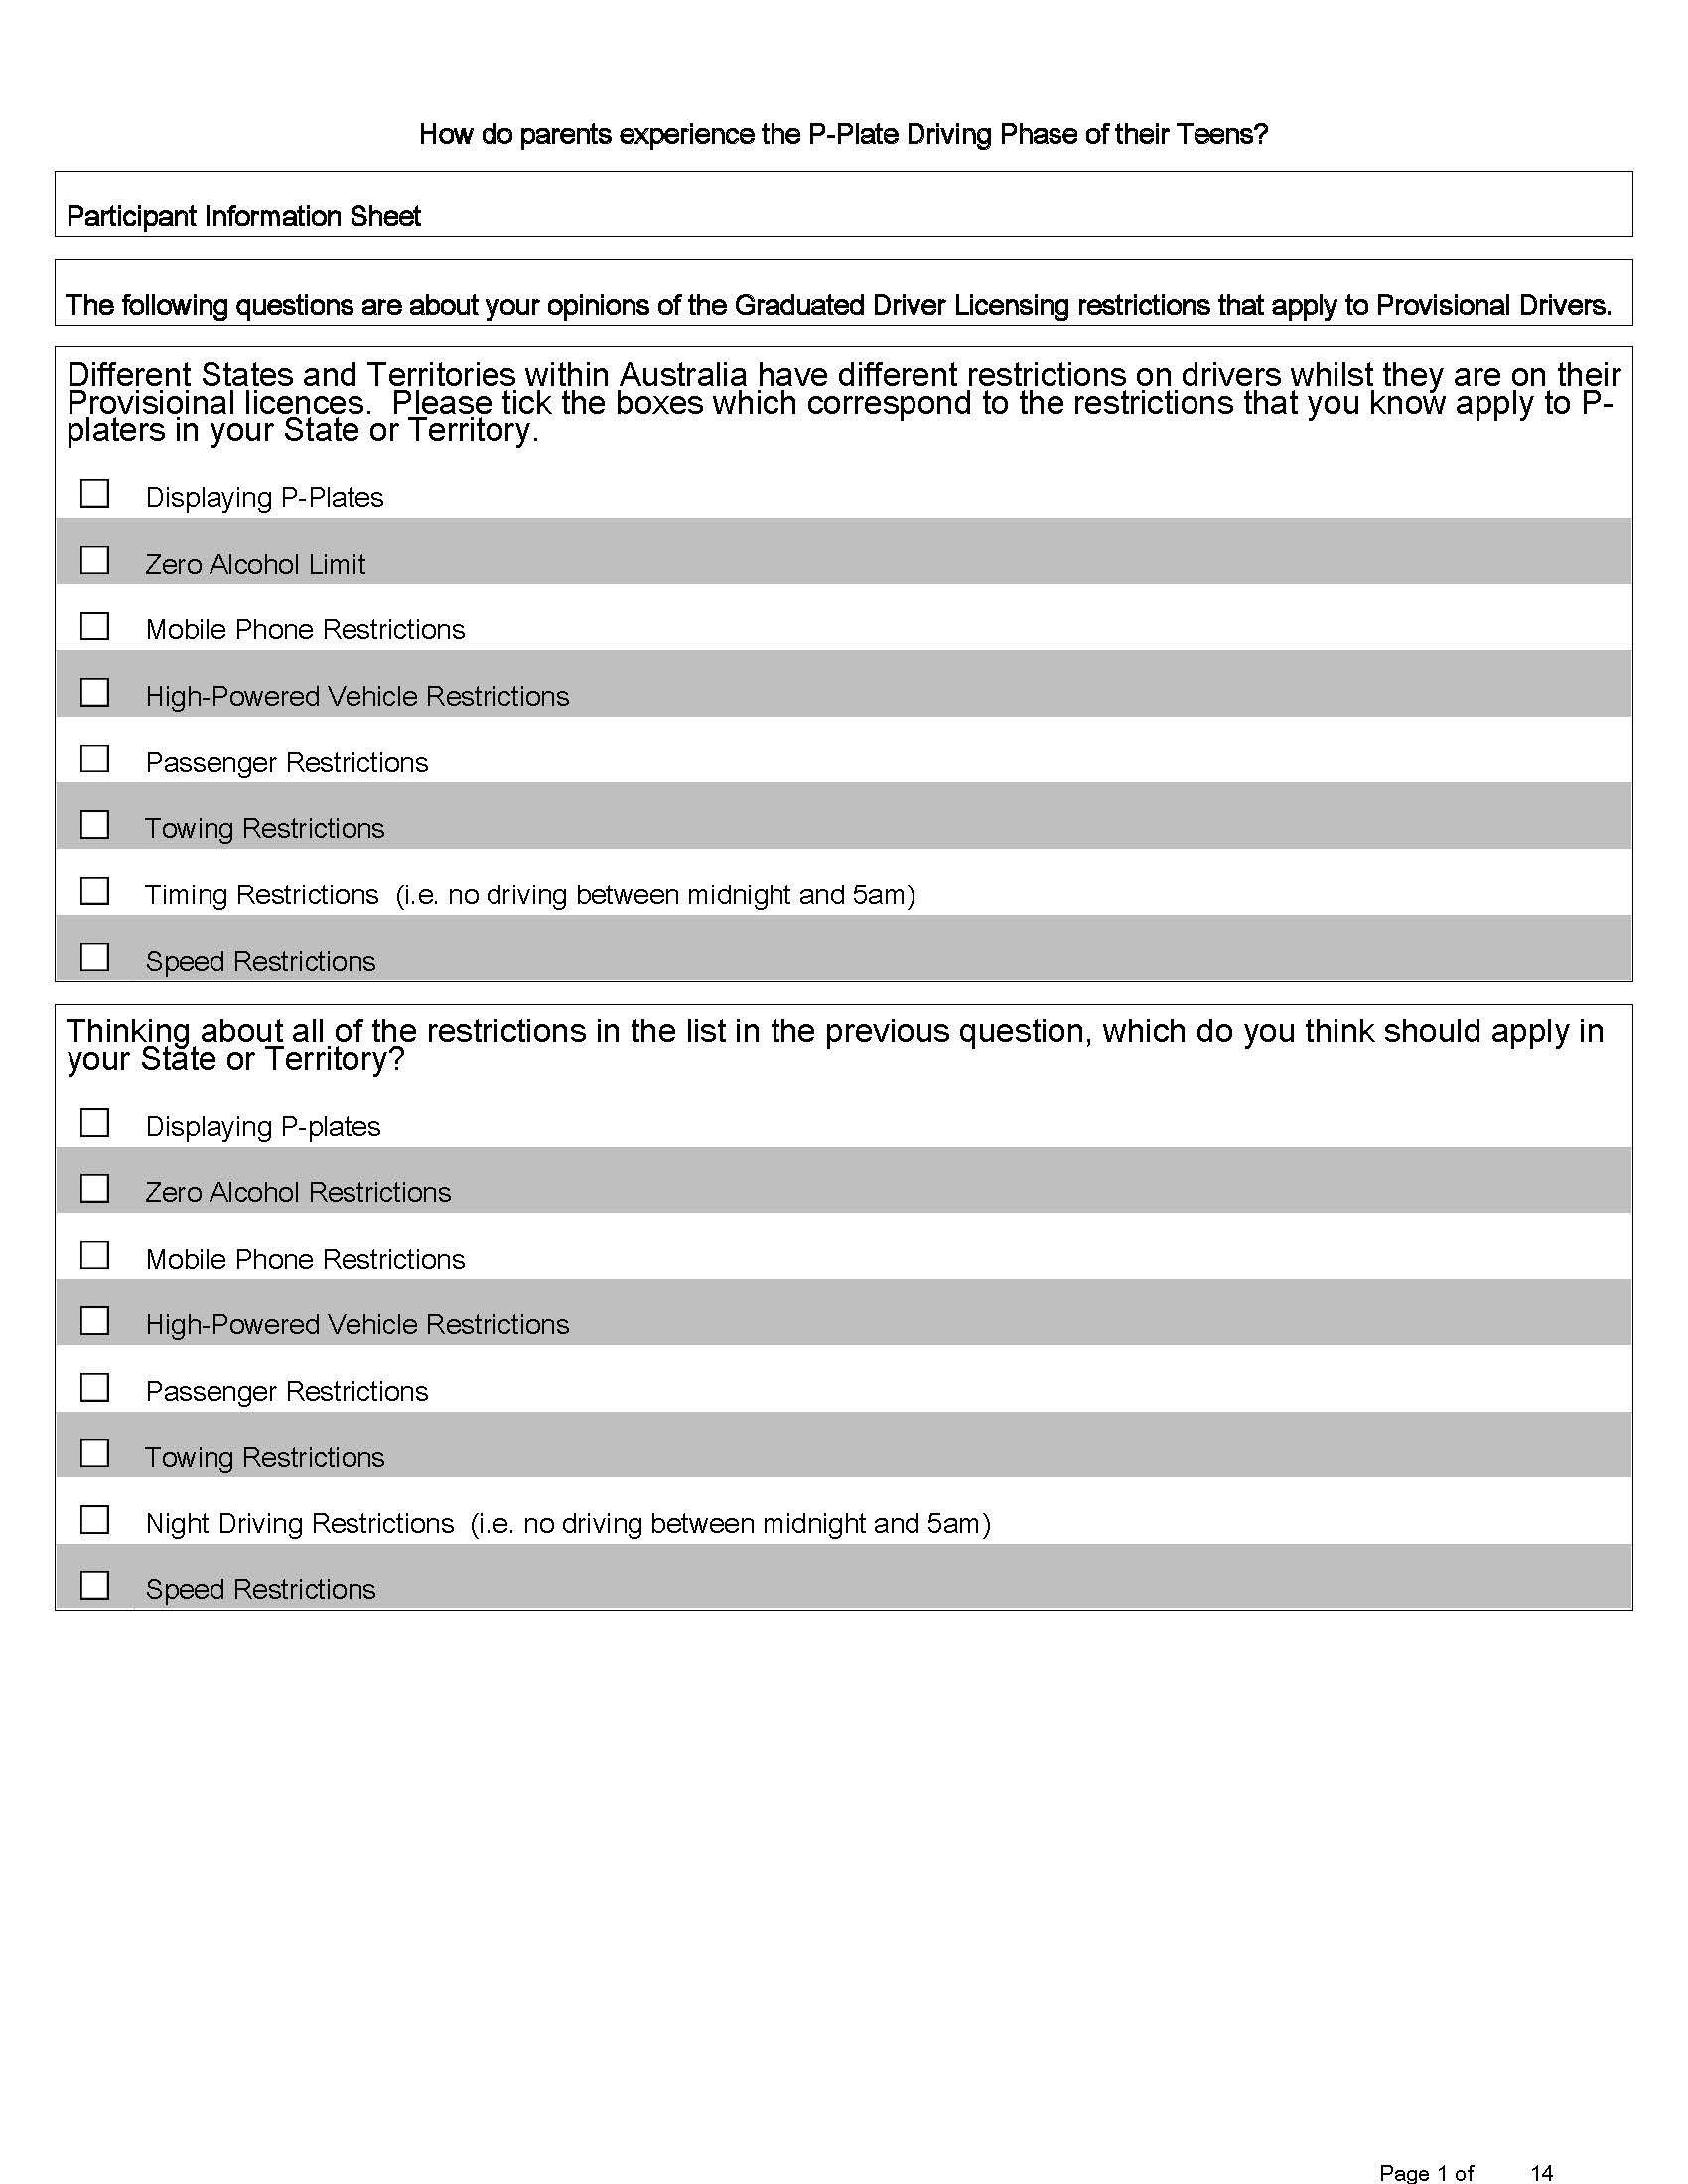 How do parents experience the P-Plate Driving Phase of their Teens?
Participant Information Sheet
The following questions are about your opinions of the Graduated Driver Licensing restrictions that apply to Provisional Drivers.
Different States and Territories within Australia have different restrictions on drivers whilst they are on their
Provisioinal licences.  Please tick the boxes which correspond to the restrictions that you know apply to P-
platers in your State or Territory.
Displaying P-Plates
Zero Alcohol Limit
Mobile Phone Restrictions
High-Powered Vehicle Restrictions
Passenger Restrictions
Towing Restrictions
Timing Restrictions  (i.e. no driving between midnight and 5am)
Speed Restrictions
Thinking about all of the restrictions in the list in the previous question, which do you think should apply in
your State or Territory?
Displaying P-plates
Zero Alcohol Restrictions
Mobile Phone Restrictions
High-Powered Vehicle Restrictions
Passenger Restrictions
Towing Restrictions
Night Driving Restrictions  (i.e. no driving between midnight and 5am)
Speed Restrictions
Page 1 of 14